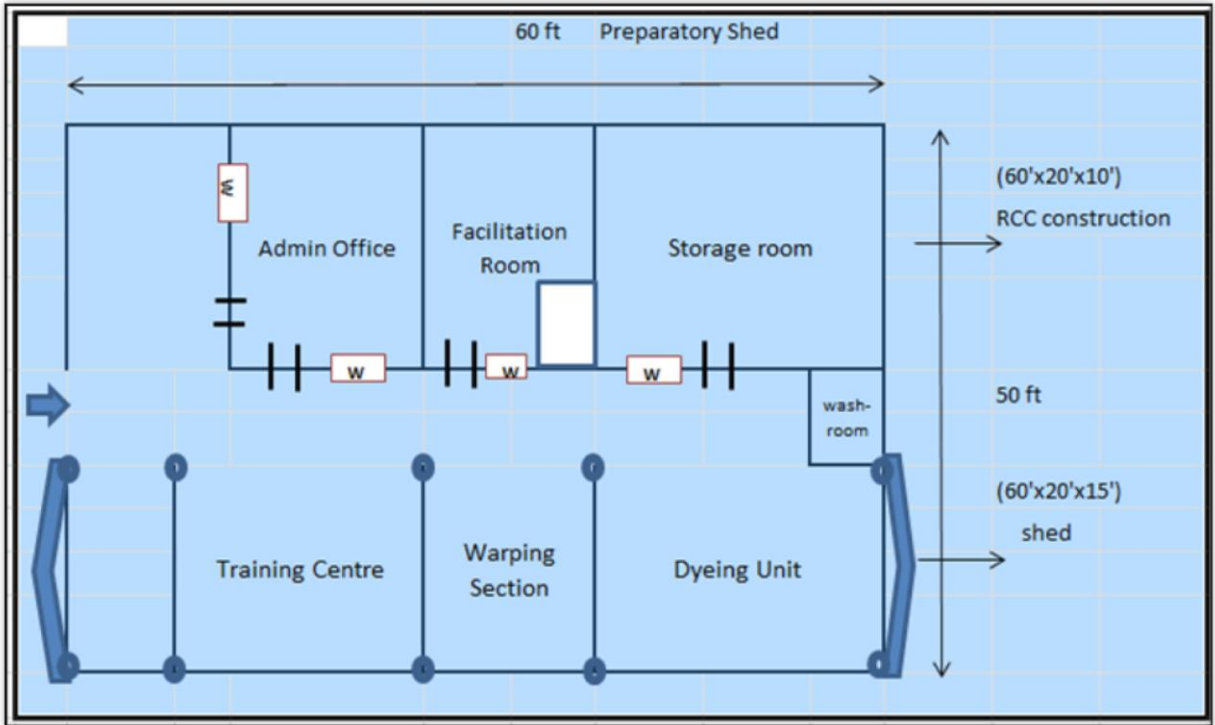 60 ft Preparatory Shed
(60'x20'x10')
RCC construction
W
Admin Office
Facilitation
Room
Storage room
W
W
W
wash-
room
50 ft
(60'x20'x15')
shed
Training Centre
Warping
Section
Dyeing Unit